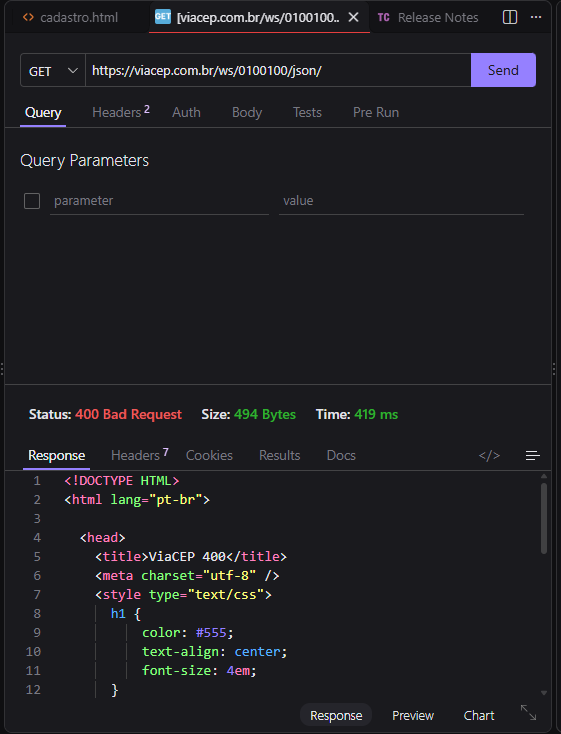 <> cadastro.html
GET [viacep.com.br/ws/0100100..
TC Release Notes
GET https://viacep.com.br/ws/0100100/json/ Send
Query Headers 2 Auth Body Tests Pre Run
Query Parameters
parameter value
Status: 400 Bad Request Size: 494 Bytes Time: 419 ms
Response Headers 7 Cookies Results Docs </>
1 <!DOCTYPE HTML>
2 <html lang="pt-br">
3
4 <head>
5 <title>ViaCEP 400</title>
6 <meta charset="utf-8" />
7 <style type="text/css">
8 h1 {
9 color: #555;
10 text-align: center;
11 font-size: 4em;
12 }
Response Preview Chart